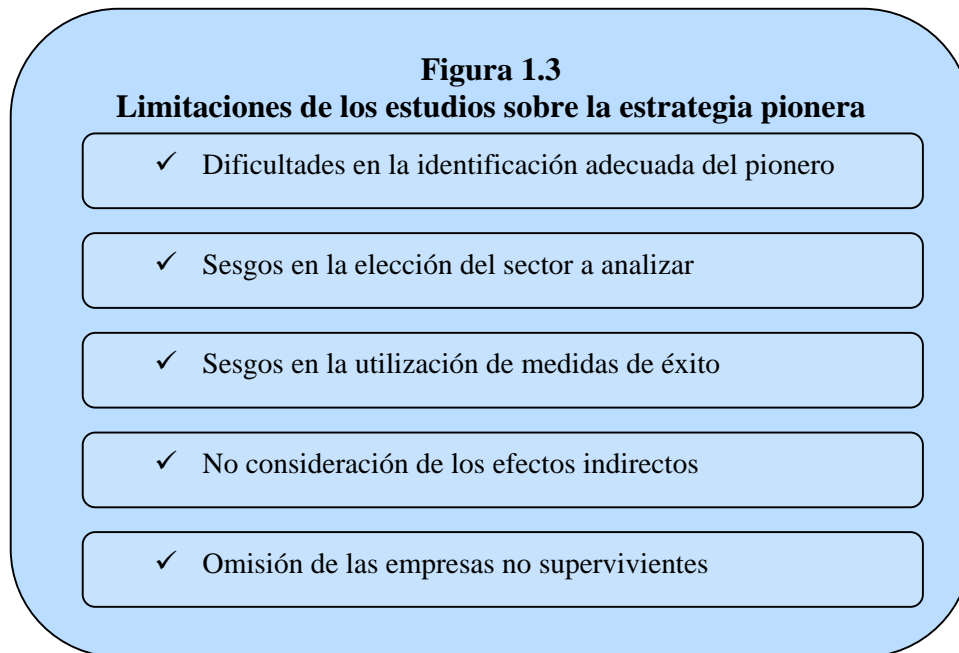 Figura 1.3
Limitaciones de los estudios sobre la estrategia pionera
✓ Dificultades en la identificación adecuada del pionero
✓ Sesgos en la elección del sector a analizar
✓ Sesgos en la utilización de medidas de éxito
✓ No consideración de los efectos indirectos
✓ Omisión de las empresas no supervivientes